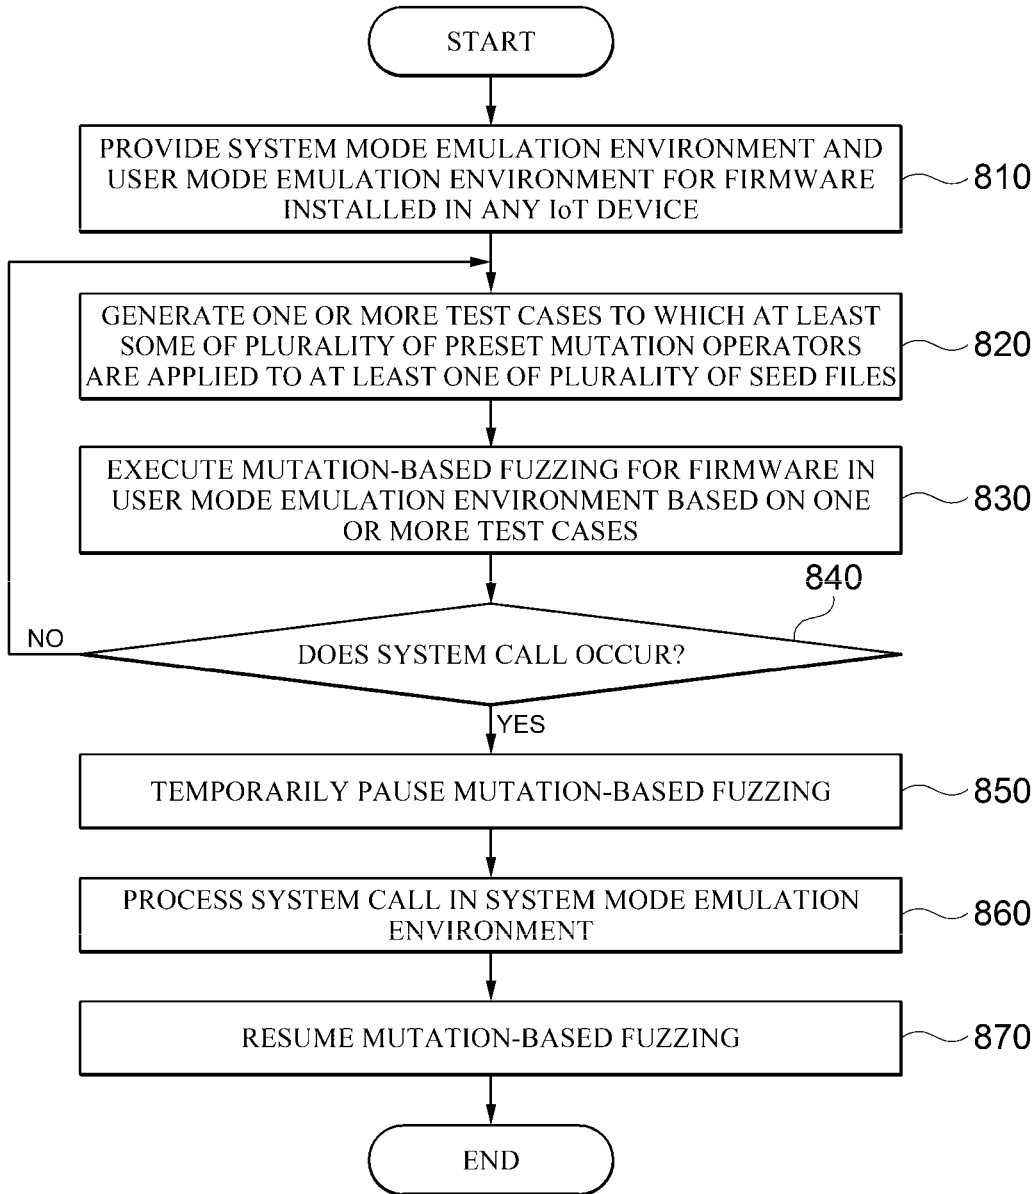 START
PROVIDE SYSTEM MODE EMULATION ENVIRONMENT AND
USER MODE EMULATION ENVIRONMENT FOR FIRMWARE
INSTALLED IN ANY IoT DEVICE
810
GENERATE ONE OR MORE TEST CASES TO WHICH AT LEAST
SOME OF PLURALITY OF PRESET MUTATION OPERATORS
ARE APPLIED TO AT LEAST ONE OF PLURALITY OF SEED FILES
820
EXECUTE MUTATION-BASED FUZZING FOR FIRMWARE IN
USER MODE EMULATION ENVIRONMENT BASED ON ONE
OR MORE TEST CASES
830
840
NO
DOES SYSTEM CALL OCCUR?
YES
TEMPORARILY PAUSE MUTATION-BASED FUZZING
850
PROCESS SYSTEM CALL IN SYSTEM MODE EMULATION
ENVIRONMENT
860
RESUME MUTATION-BASED FUZZING
870
END